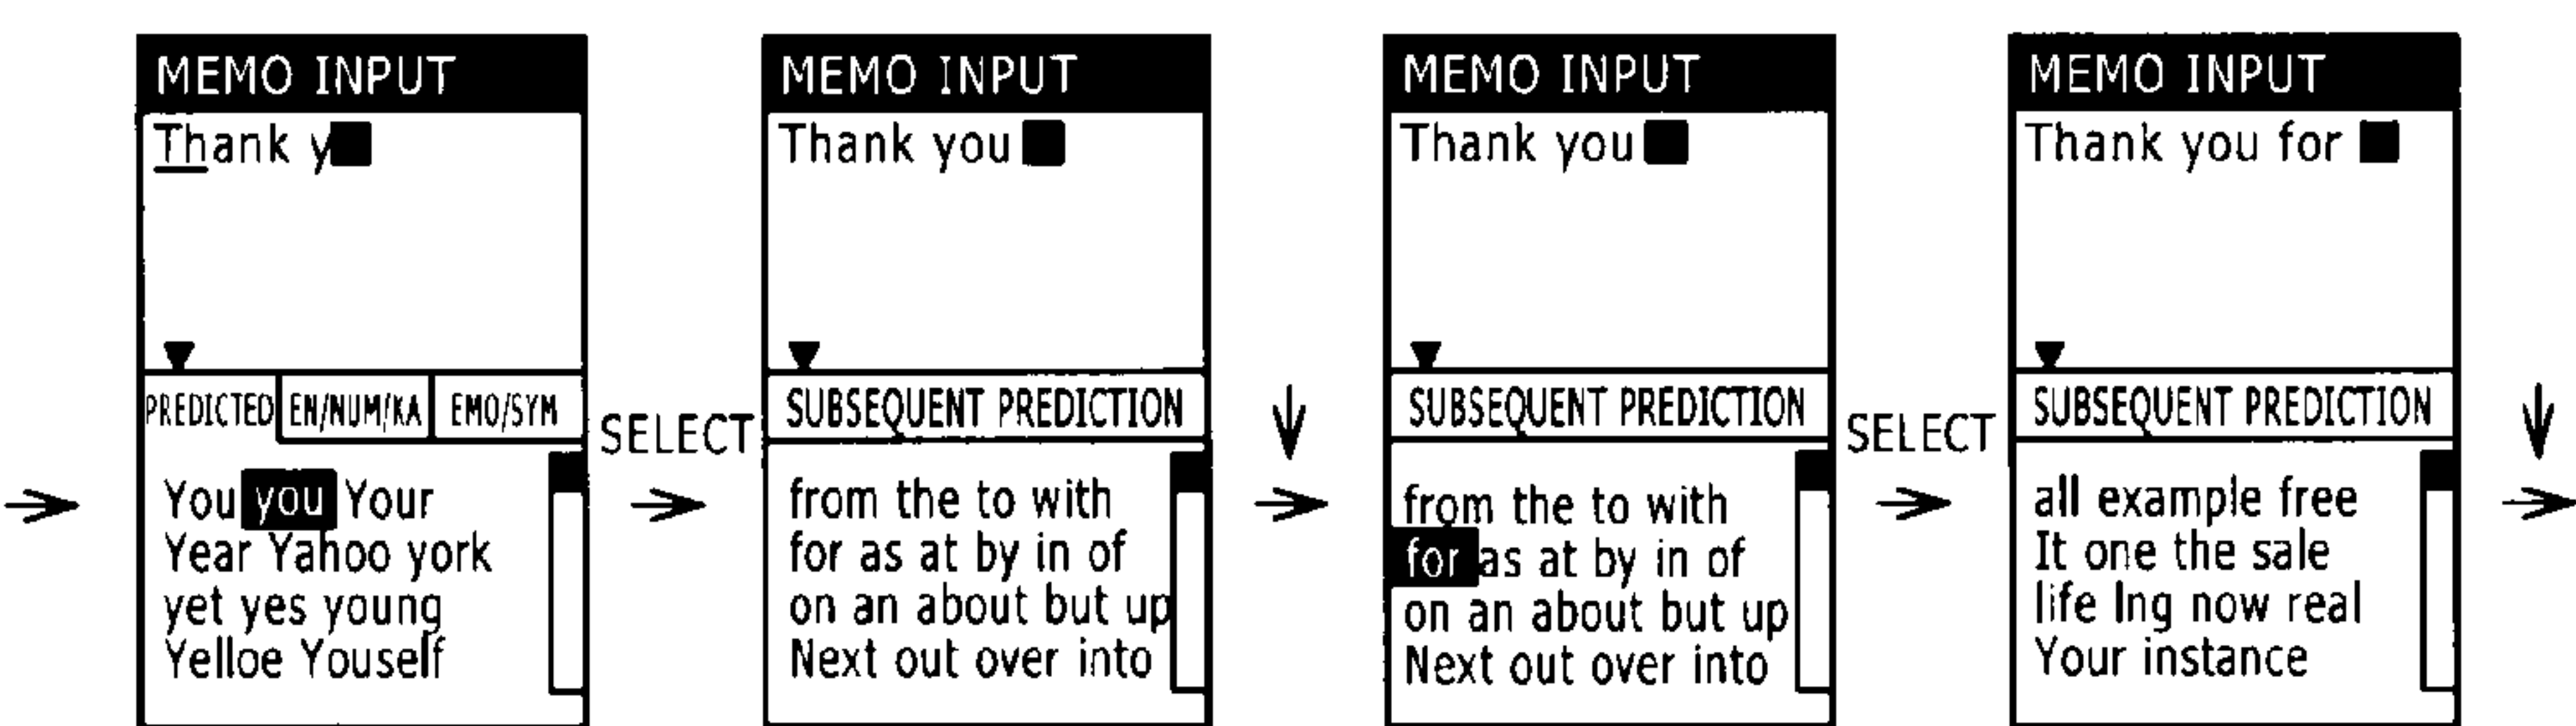 MEMO INPUT
Thank y
PREDICTED EN/NUM/KA EMO/SYM
You you Your
Year Yahoo york
yet yes young
Yelloe Youself
SELECT
MEMO INPUT
Thank you
SUBSEQUENT PREDICTION
from the to with
for as at by in of
on an about but up
Next out over into
MEMO INPUT
Thank you
SUBSEQUENT PREDICTION
from the to with
for as at by in of
on an about but up
Next out over into
SELECT
MEMO INPUT
Thank you for
SUBSEQUENT PREDICTION
all example free
It one the sale
life lng now real
Your instance